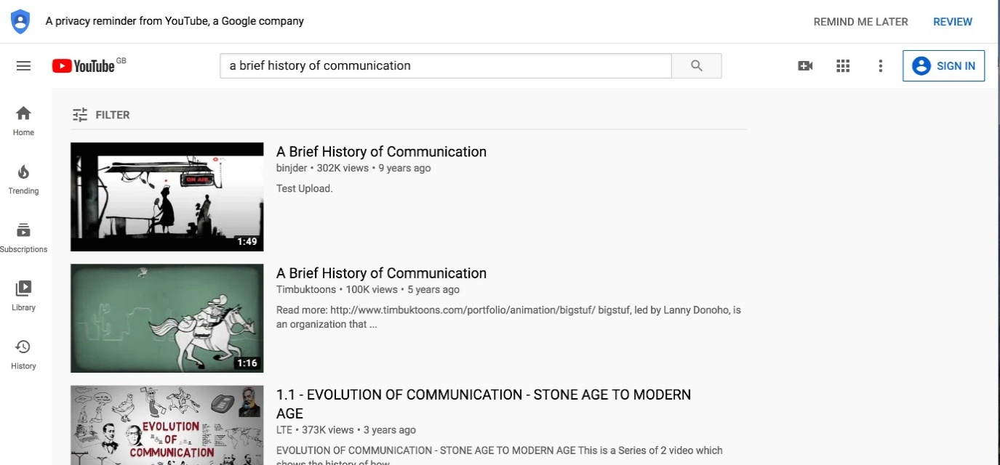 A privacy reminder from YouTube, a Google company
REMIND ME LATER
REVIEW
YouTube GB
a brief history of communication
SIGN IN
Home
Trending
Subscriptions
Library
History
FILTER
ON AIR
1:49
A Brief History of Communication
binjder • 302K views • 9 years ago
Test Upload.
1:16
A Brief History of Communication
Timbuktoons • 100K views • 5 years ago
Read more: http://www.timbuktoons.com/portfolio/animation/bigstuf/ bigstuf, led by Lanny Donoho, is
an organization that ...
EVOLUTION
OF
COMMUNICATION
1.1 - EVOLUTION OF COMMUNICATION - STONE AGE TO MODERN
AGE
LTE • 373K views • 3 years ago
EVOLUTION OF COMMUNICATION - STONE AGE TO MODERN AGE This is a Series of 2 video which
shows the history of how